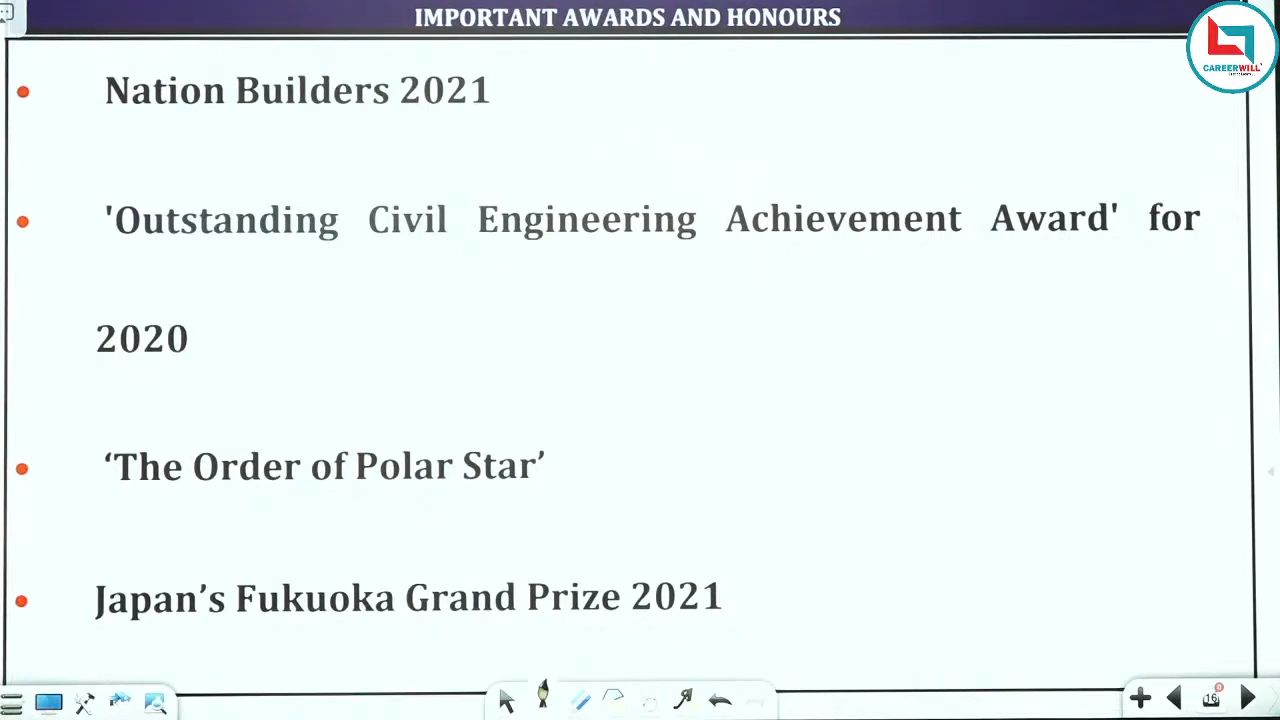 IMPORTANT AWARDS AND HONOURS
CAREERWILL
Nation Builders 2021
'Outstanding Civil Engineering Achievement Award' for
2020
‘The Order of Polar Star’
Japan’s Fukuoka Grand Prize 2021
16